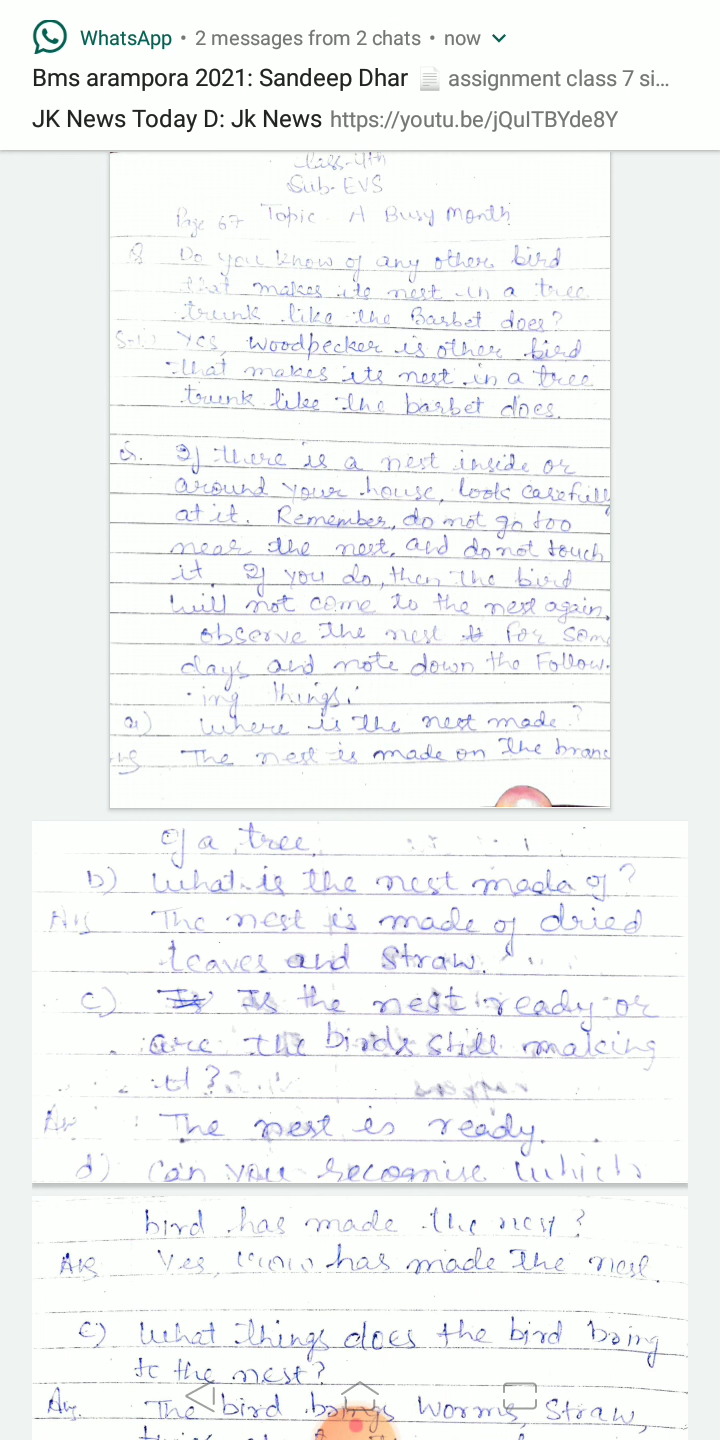 WhatsApp • 2 messages from 2 chats • now
Bms arampora 2021: Sandeep Dhar 📄 assignment class 7 si...
JK News Today D: Jk News https://youtu.be/jQuITBYde8Y
Class-4th
Sub-EVS
Page 67 Topic A Busy Month
Q Do you know of any other bird
that makes its nest in a tree
trunk like the Barbet does?
Yes, woodpecker is other bird
that makes its nest in a tree
trunk like the barbet does.
Q. If there is a nest inside or
around your house, look carefully
at it. Remember, do not go too
near the nest, and do not touch
it. If you do, then the bird
will not come to the nest again.
observe the nest for some
days and note down the Follow-
ing things.
a) Where is the nest made?
Ans The nest is made on the branc
of a tree.
b) What is the nest made of?
Ans The nest is made of dried
leaves and straw.
c) Is the nest ready or
are the birds still making
it?
An The nest is ready.
d) Can you recognise which
bird has made the nest?
Ans Yes, has made the nest.
e) What things does the bird bring
to the nest?
Ans. The bird brings worms, straw,